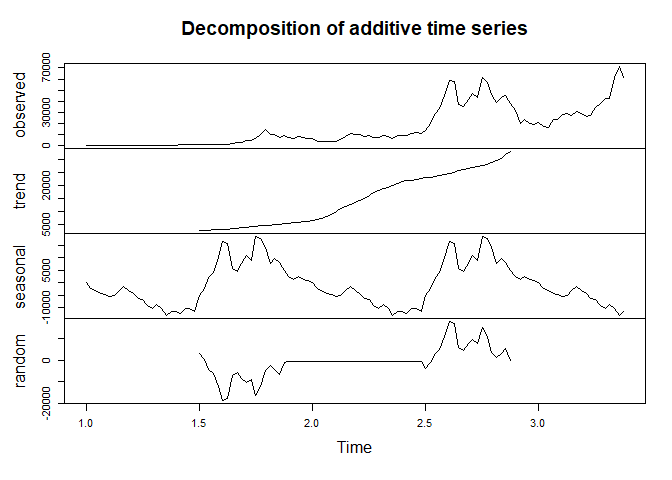 Decomposition of additive time series
observed
0 30000 70000
trend
5000 20000
seasonal
-10000 5000
random
-20000 0
1.0 1.5 2.0 2.5 3.0
Time